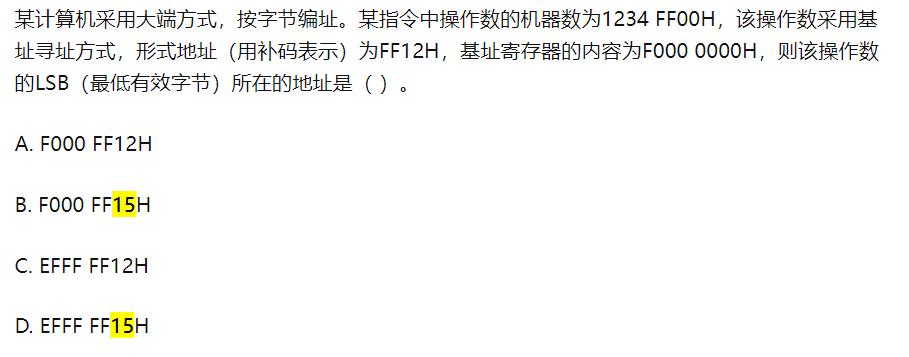 某计算机采用大端方式，按字节编址。某指令中操作数的机器数为1234 FF00H，该操作数采用基
址寻址方式，形式地址（用补码表示）为FF12H，基址寄存器的内容为F000 0000H，则该操作数
的LSB（最低有效字节）所在的地址是（ ）。
A. F000 FF12H
B. F000 FF15H
C. EFFF FF12H
D. EFFF FF15H